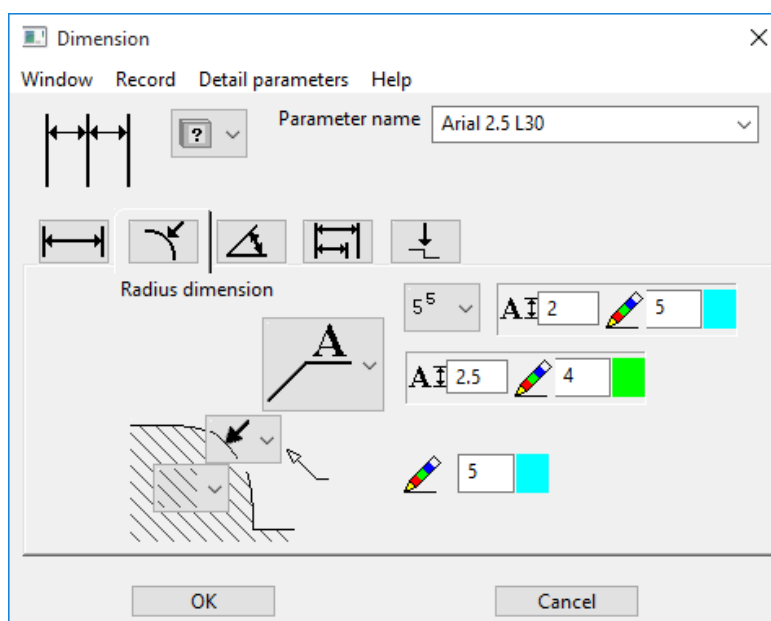 Dimension
Window Record Detail parameters Help
? Parameter name Arial 2.5 L30
Radius dimension
5⁵ A 2 5
A
A 2.5 4
5
OK Cancel